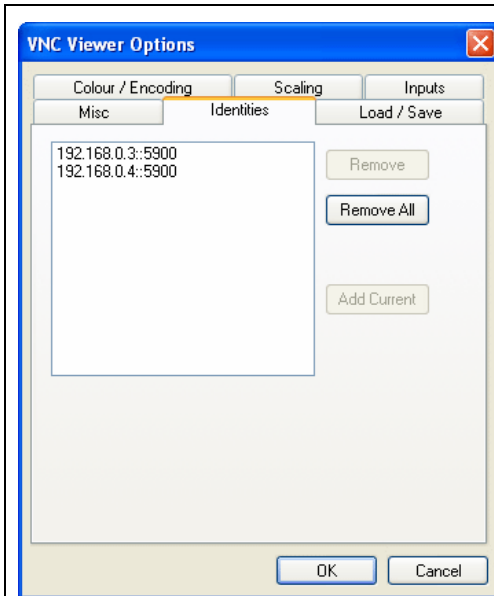 VNC Viewer Options
Colour / Encoding Scaling Inputs
Misc Identities Load / Save
192.168.0.3::5900
192.168.0.4::5900
Remove
Remove All
Add Current
OK Cancel